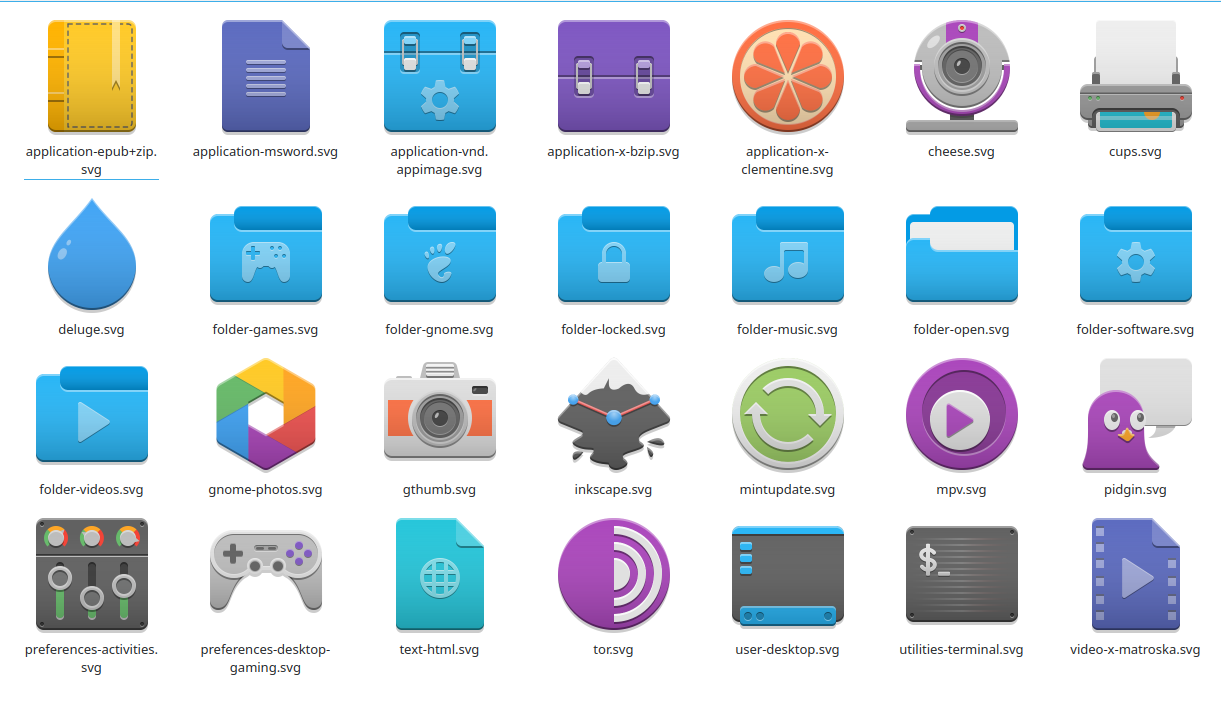 application-epub+zip.
svg
application-msword.svg
application-vnd.
appimage.svg
application-x-bzip.svg
application-x-
clementine.svg
cheese.svg
cups.svg
deluge.svg
folder-games.svg
folder-gnome.svg
folder-locked.svg
folder-music.svg
folder-open.svg
folder-software.svg
folder-videos.svg
gnome-photos.svg
gthumb.svg
inkscape.svg
mintupdate.svg
mpv.svg
pidgin.svg
$_
preferences-activities.
svg
preferences-desktop-
gaming.svg
text-html.svg
tor.svg
user-desktop.svg
utilities-terminal.svg
video-x-matroska.svg